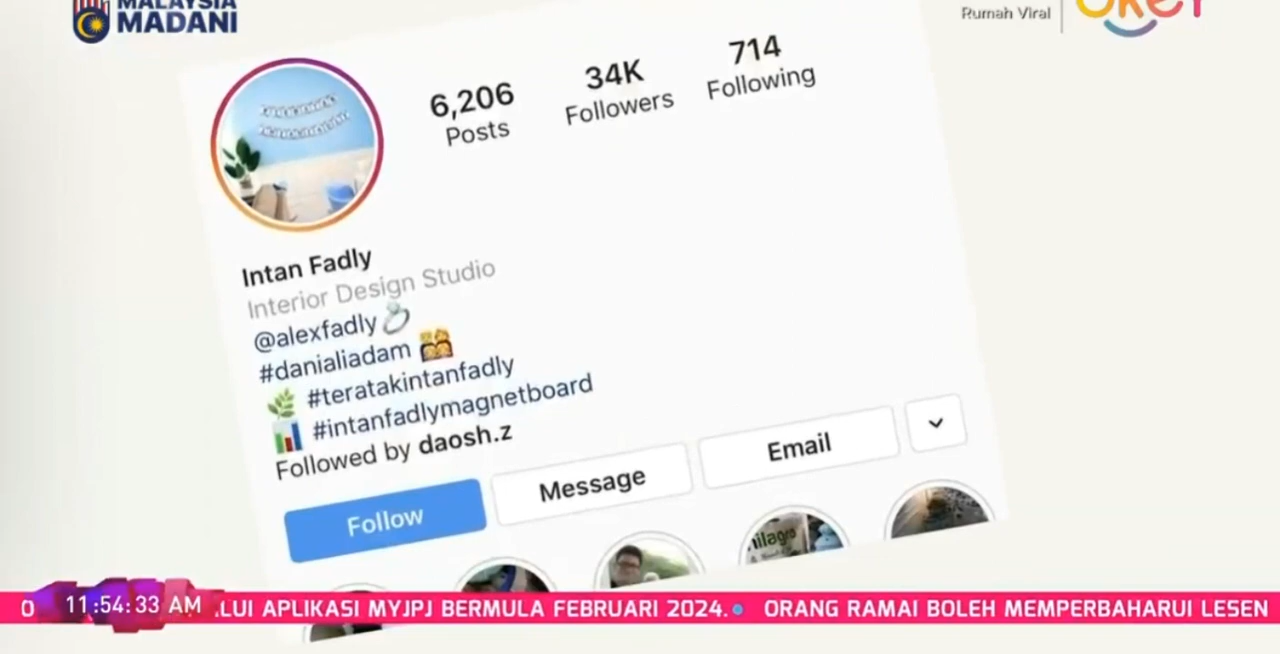 MALAYSIA
MADANI
Rumah Viral
OKEY
6,206
Posts
34K
Followers
714
Following
Intan Fadly
Interior Design Studio
@alexfadly
#danialiadam
#teratakintanfadly
#intanfadlymagnetboard
Followed by daosh.z
Follow
Message
Email
11:54:33 AM
LUI APLIKASI MYJPJ BERMULA FEBRUARI 2024. ORANG RAMAI BOLEH MEMPERBAHARUI LESEN